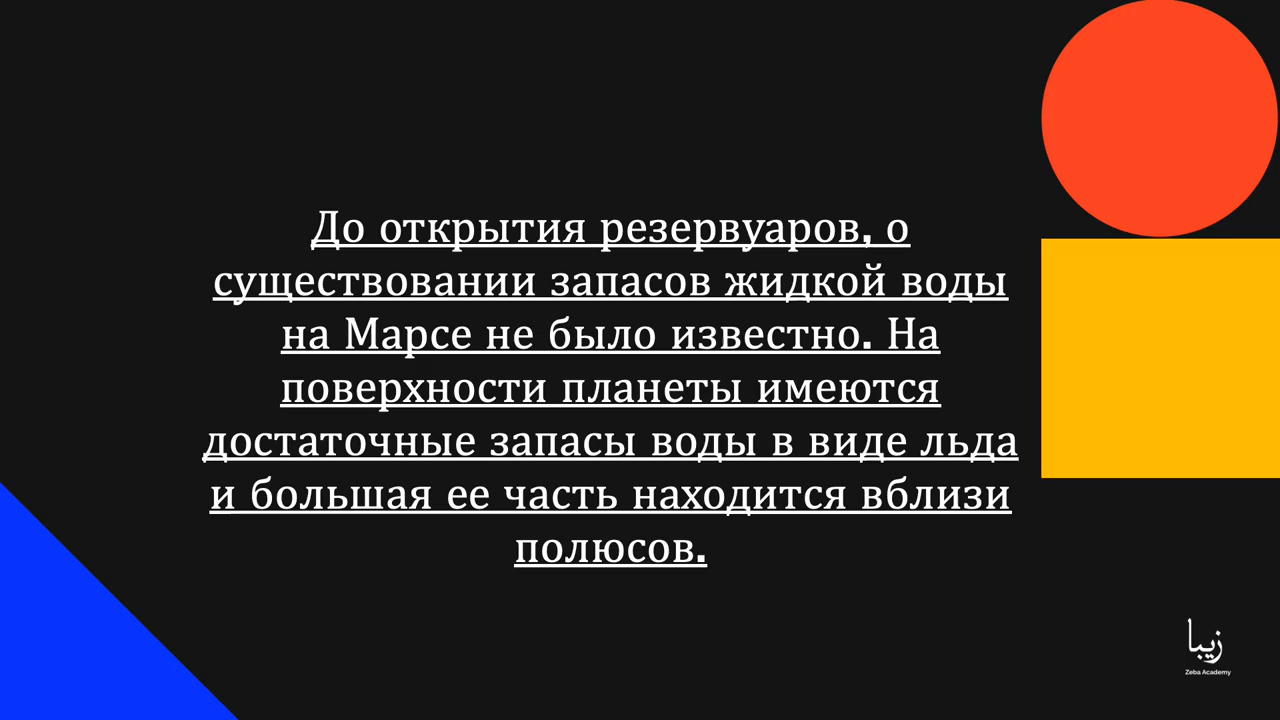 До открытия резервуаров, о
существовании запасов жидкой воды
на Марсе не было известно. На
поверхности планеты имеются
достаточные запасы воды в виде льда
и большая ее часть находится вблизи
полюсов.
زیبا
Zeba Academy